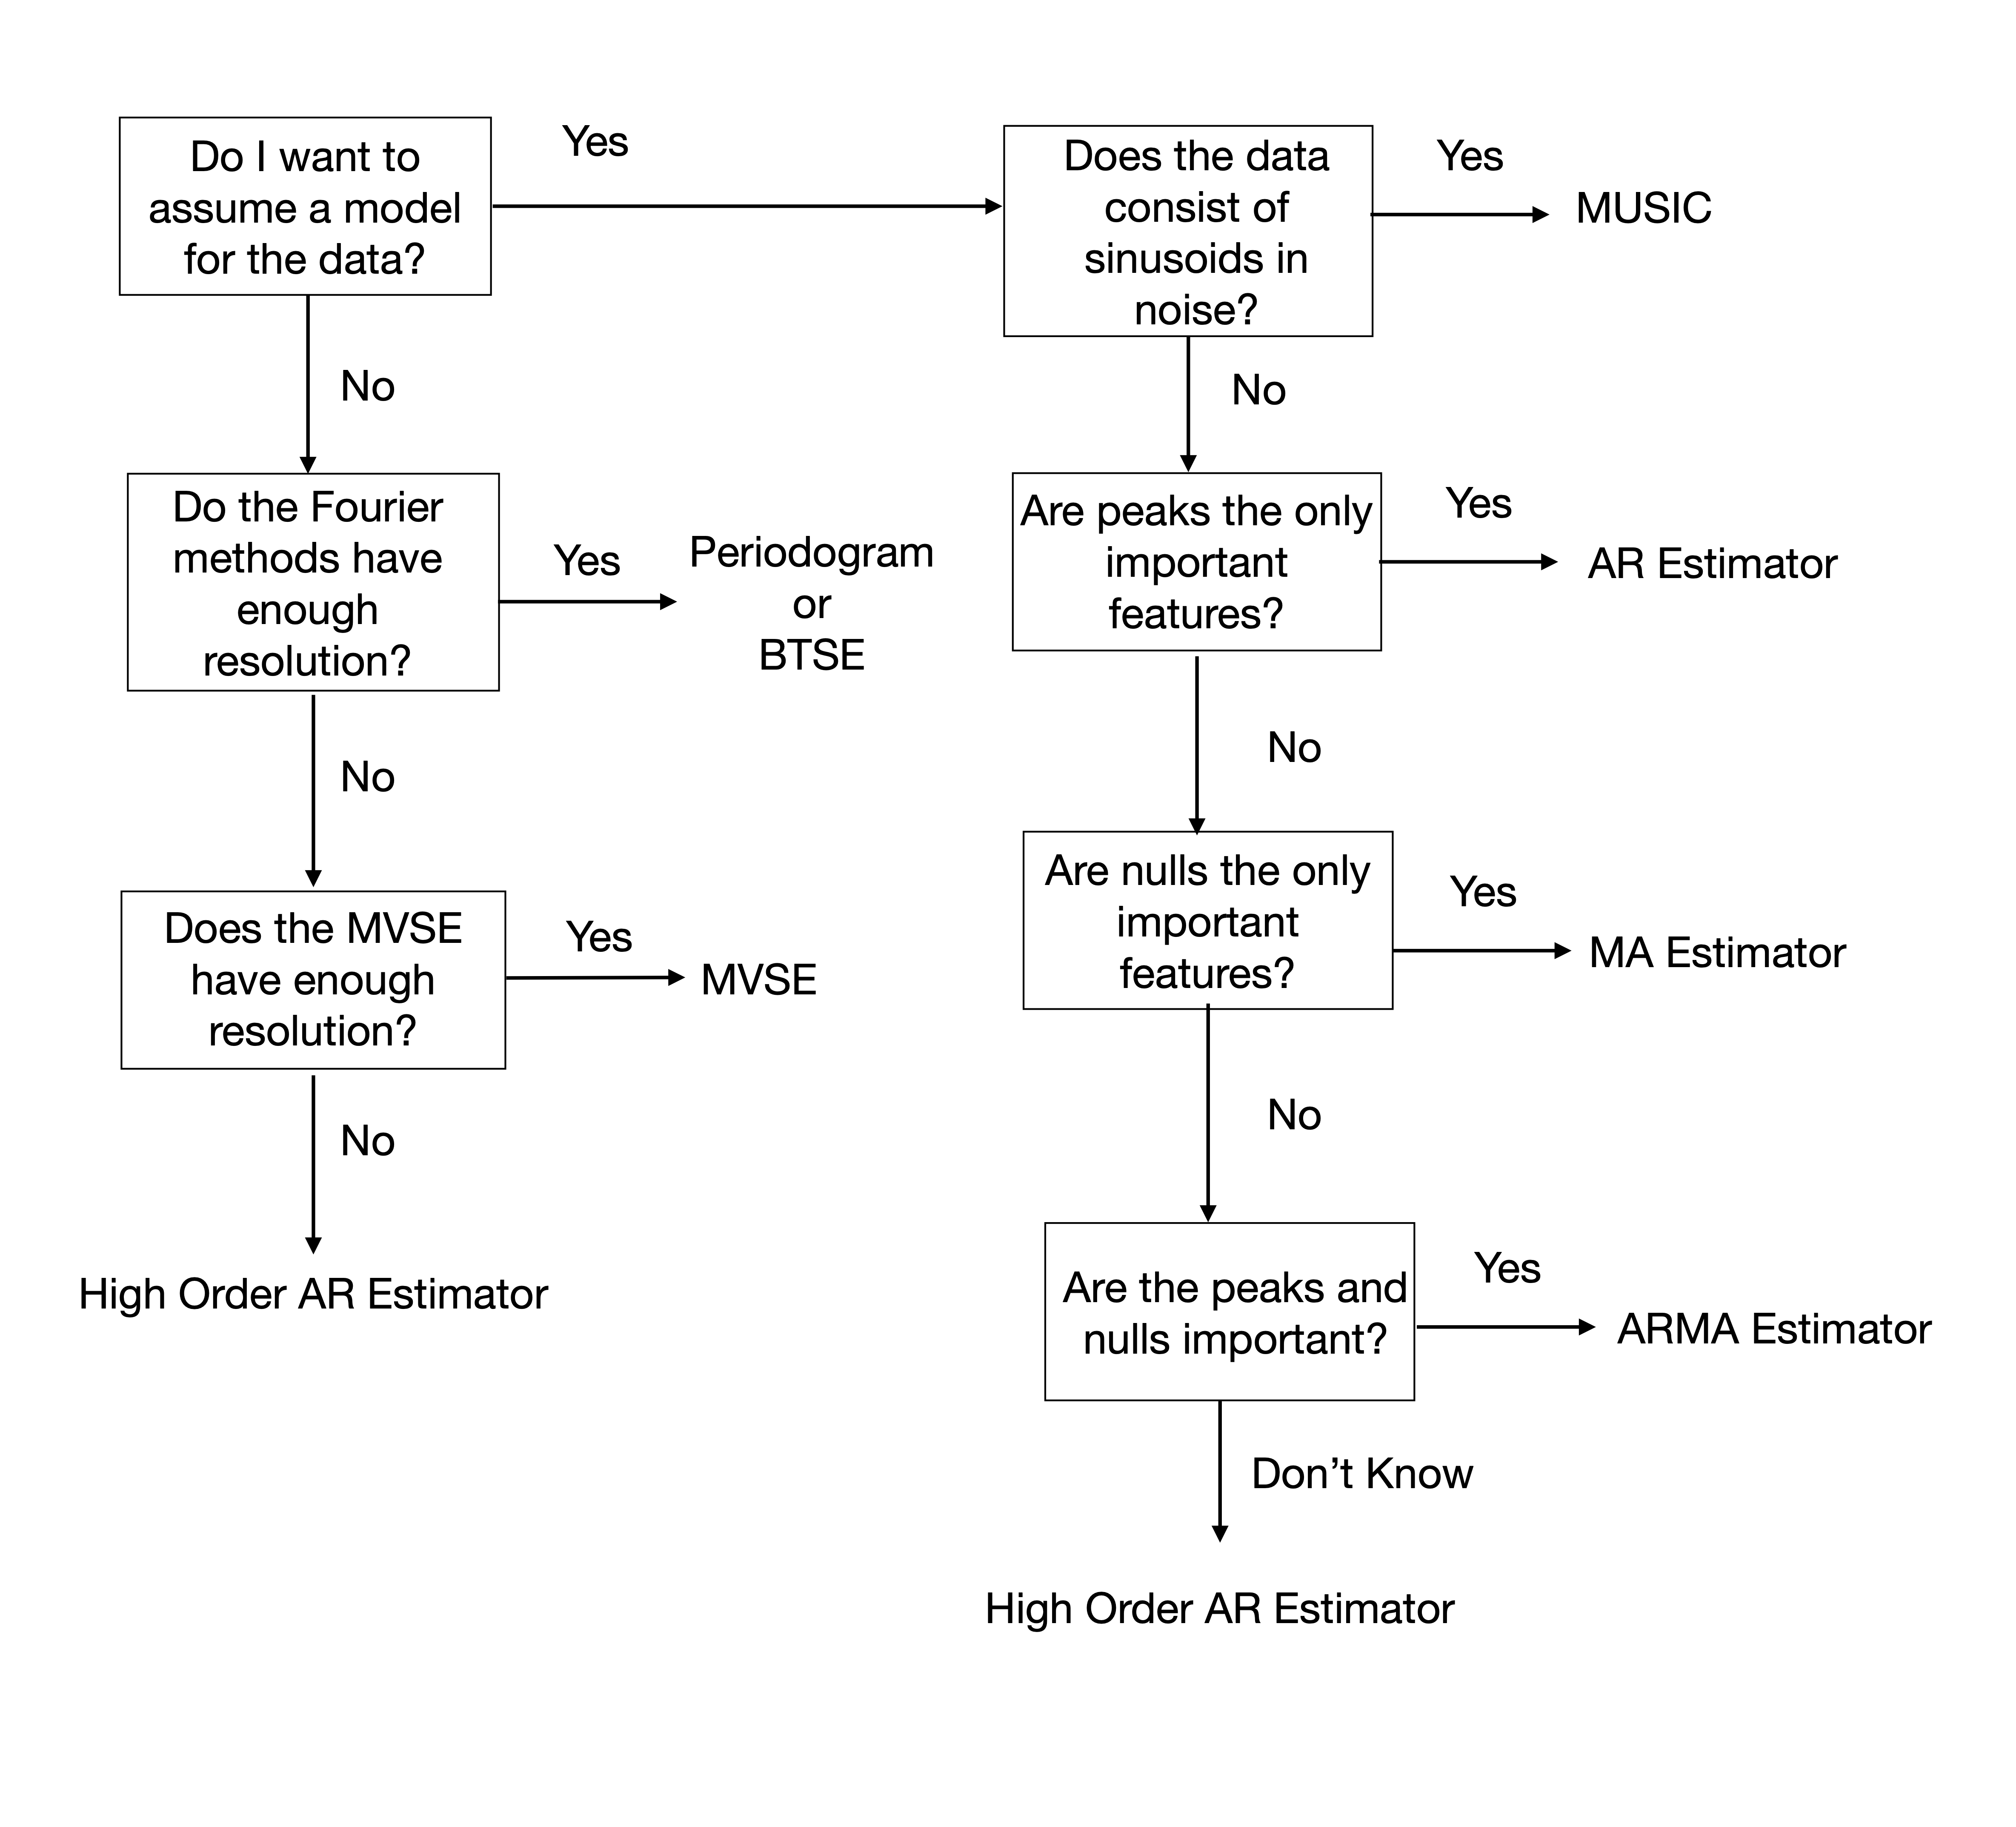 Do I want to
assume a model
for the data?
Yes
Does the data
consist of
sinusoids in
noise?
Yes
MUSIC
No
No
Do the Fourier
methods have
enough
resolution?
Yes
Periodogram
or
BTSE
Are peaks the only
important
features?
Yes
AR Estimator
No
No
Does the MVSE
have enough
resolution?
Yes
MVSE
Are nulls the only
important
features?
Yes
MA Estimator
No
No
High Order AR Estimator
Are the peaks and
nulls important?
Yes
ARMA Estimator
Don’t Know
High Order AR Estimator